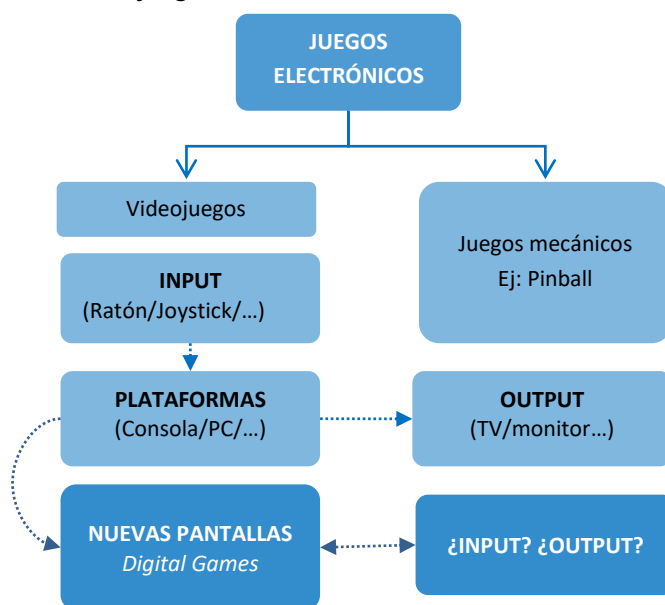 JUEGOS
ELECTRÓNICOS
Videojuegos
Juegos mecánicos
Ej: Pinball
INPUT
(Ratón/Joystick/…)
PLATAFORMAS
(Consola/PC/…)
OUTPUT
(TV/monitor…)
NUEVAS PANTALLAS
Digital Games
¿INPUT? ¿OUTPUT?